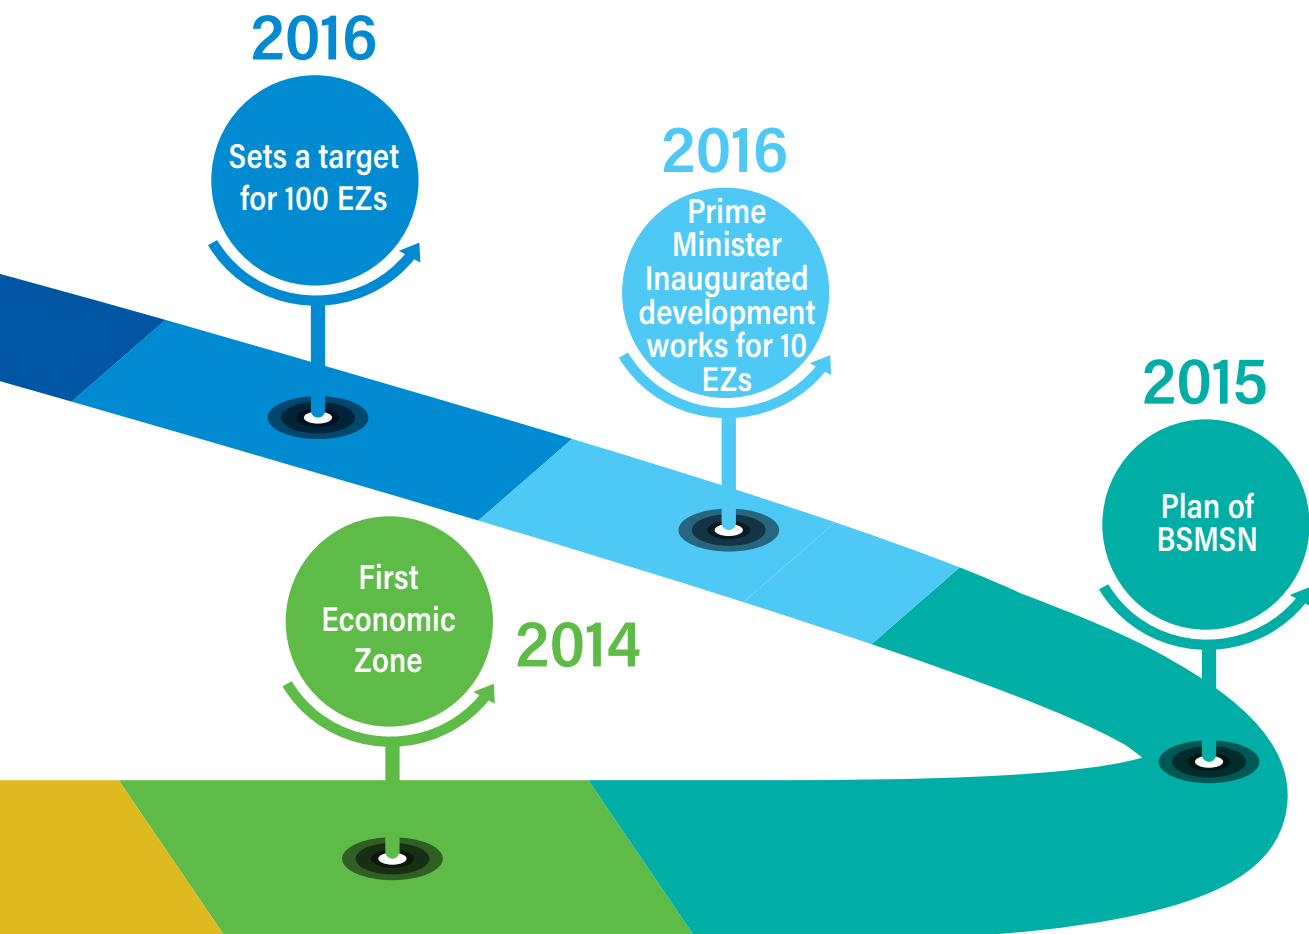 2016
Sets a target
for 100 EZs
2016
Prime
Minister
Inaugurated
development
works for 10
EZs
2015
Plan of
BSMSN
First
Economic
Zone
2014